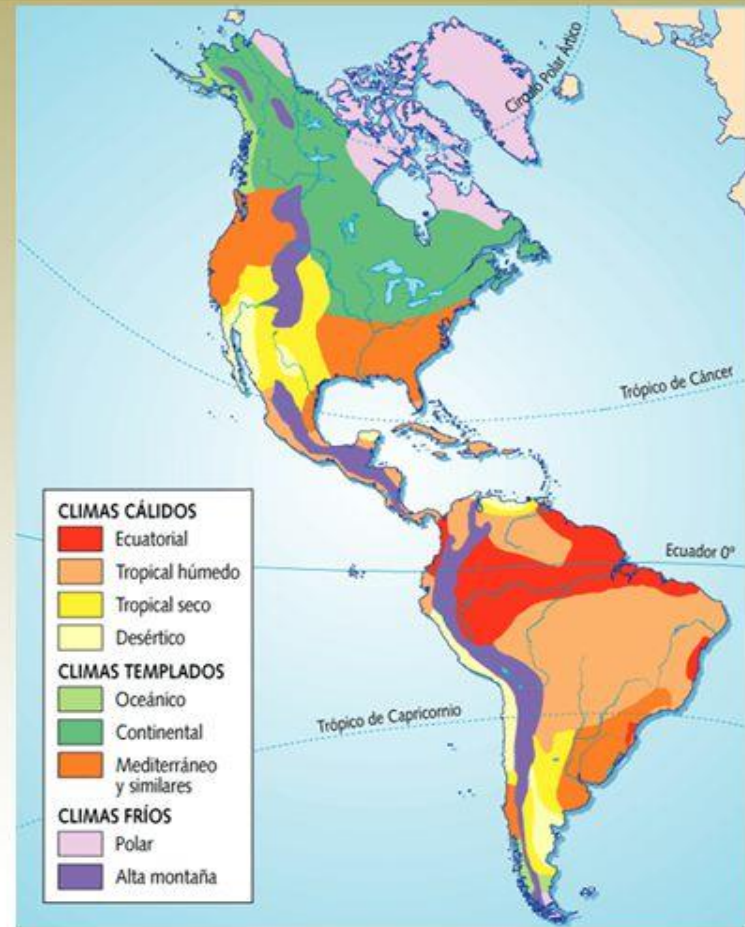 Círculo Polar Ártico
Trópico de Cáncer
Ecuador 0º
Trópico de Capricornio
CLIMAS CÁLIDOS
Ecuatorial
Tropical húmedo
Tropical seco
Desértico
CLIMAS TEMPLADOS
Oceánico
Continental
Mediterráneo
y similares
CLIMAS FRÍOS
Polar
Alta montaña